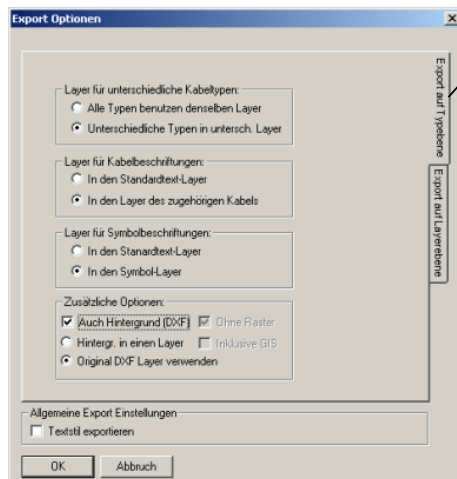 Export Optionen
Export auf Typebene
Export auf Layerebene
Layer für unterschiedliche Kabeltypen:
Alle Typen benutzen denselben Layer
Unterschiedliche Typen in untersch. Layer
Layer für Kabelbeschriftungen:
In den Standardtext-Layer
In den Layer des zugehörigen Kabels
Layer für Symbolbeschriftungen:
In den Stanardtext-Layer
In den Symbol-Layer
Zusätzliche Optionen:
Auch Hintergrund (DXF) Ohne Raster
Hintergr. in einen Layer Inklusive GIS
Original DXF Layer verwenden
Allgemeine Export Einstellungen
Textstil exportieren
OK Abbruch